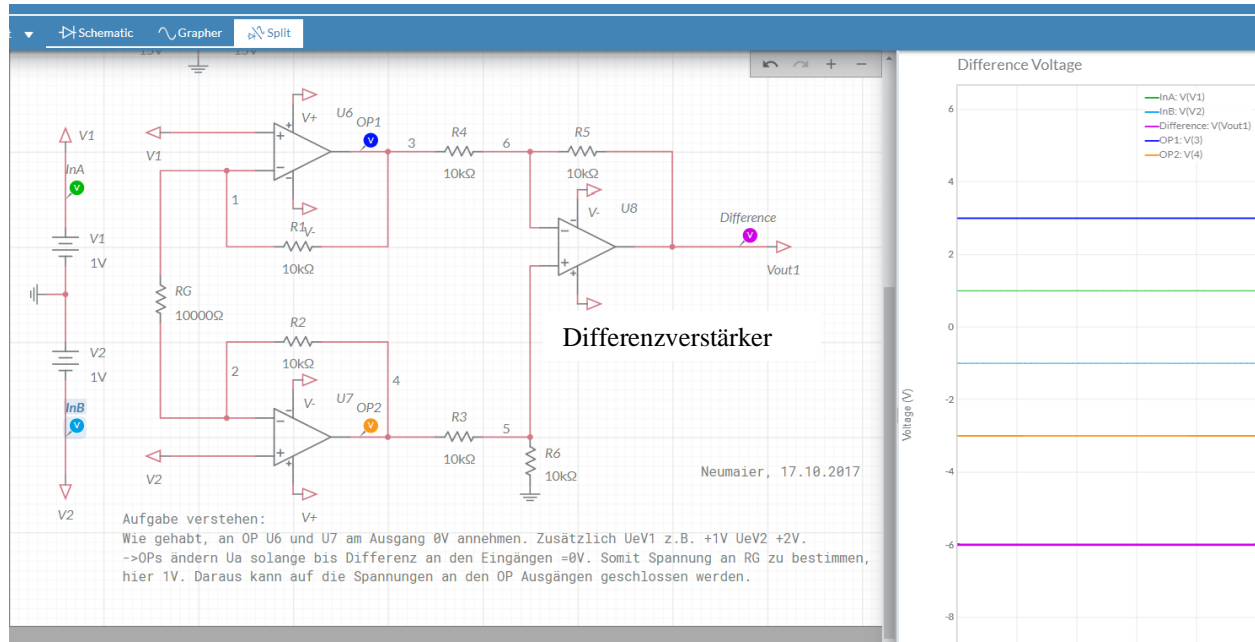 Schematic Grapher Split
15V 15V
Difference Voltage
InA: V(V1)
InB: V(V2)
Difference: V(Vout1)
OP1: V(3)
OP2: V(4)
6
4
2
0
-2
-4
-6
-8
Voltage (V)
V1
InA
V1
1V
V2
1V
InB
V2
V1
V+
U6
OP1
3
R4
10kΩ
6
R5
10kΩ
1
V-
R1
10kΩ
V-
U8
Difference
Vout1
RG
10000Ω
Differenzverstärker
R2
10kΩ
2
4
V-
U7
OP2
R3
10kΩ
5
R6
10kΩ
V2
V+
Neumaier, 17.10.2017
Aufgabe verstehen:
Wie gehabt, an OP U6 und U7 am Ausgang 0V annehmen. Zusätzlich UeV1 z.B. +1V UeV2 +2V.
->OPs ändern Ua solange bis Differenz an den Eingängen =0V. Somit Spannung an RG zu bestimmen,
hier 1V. Daraus kann auf die Spannungen an den OP Ausgängen geschlossen werden.